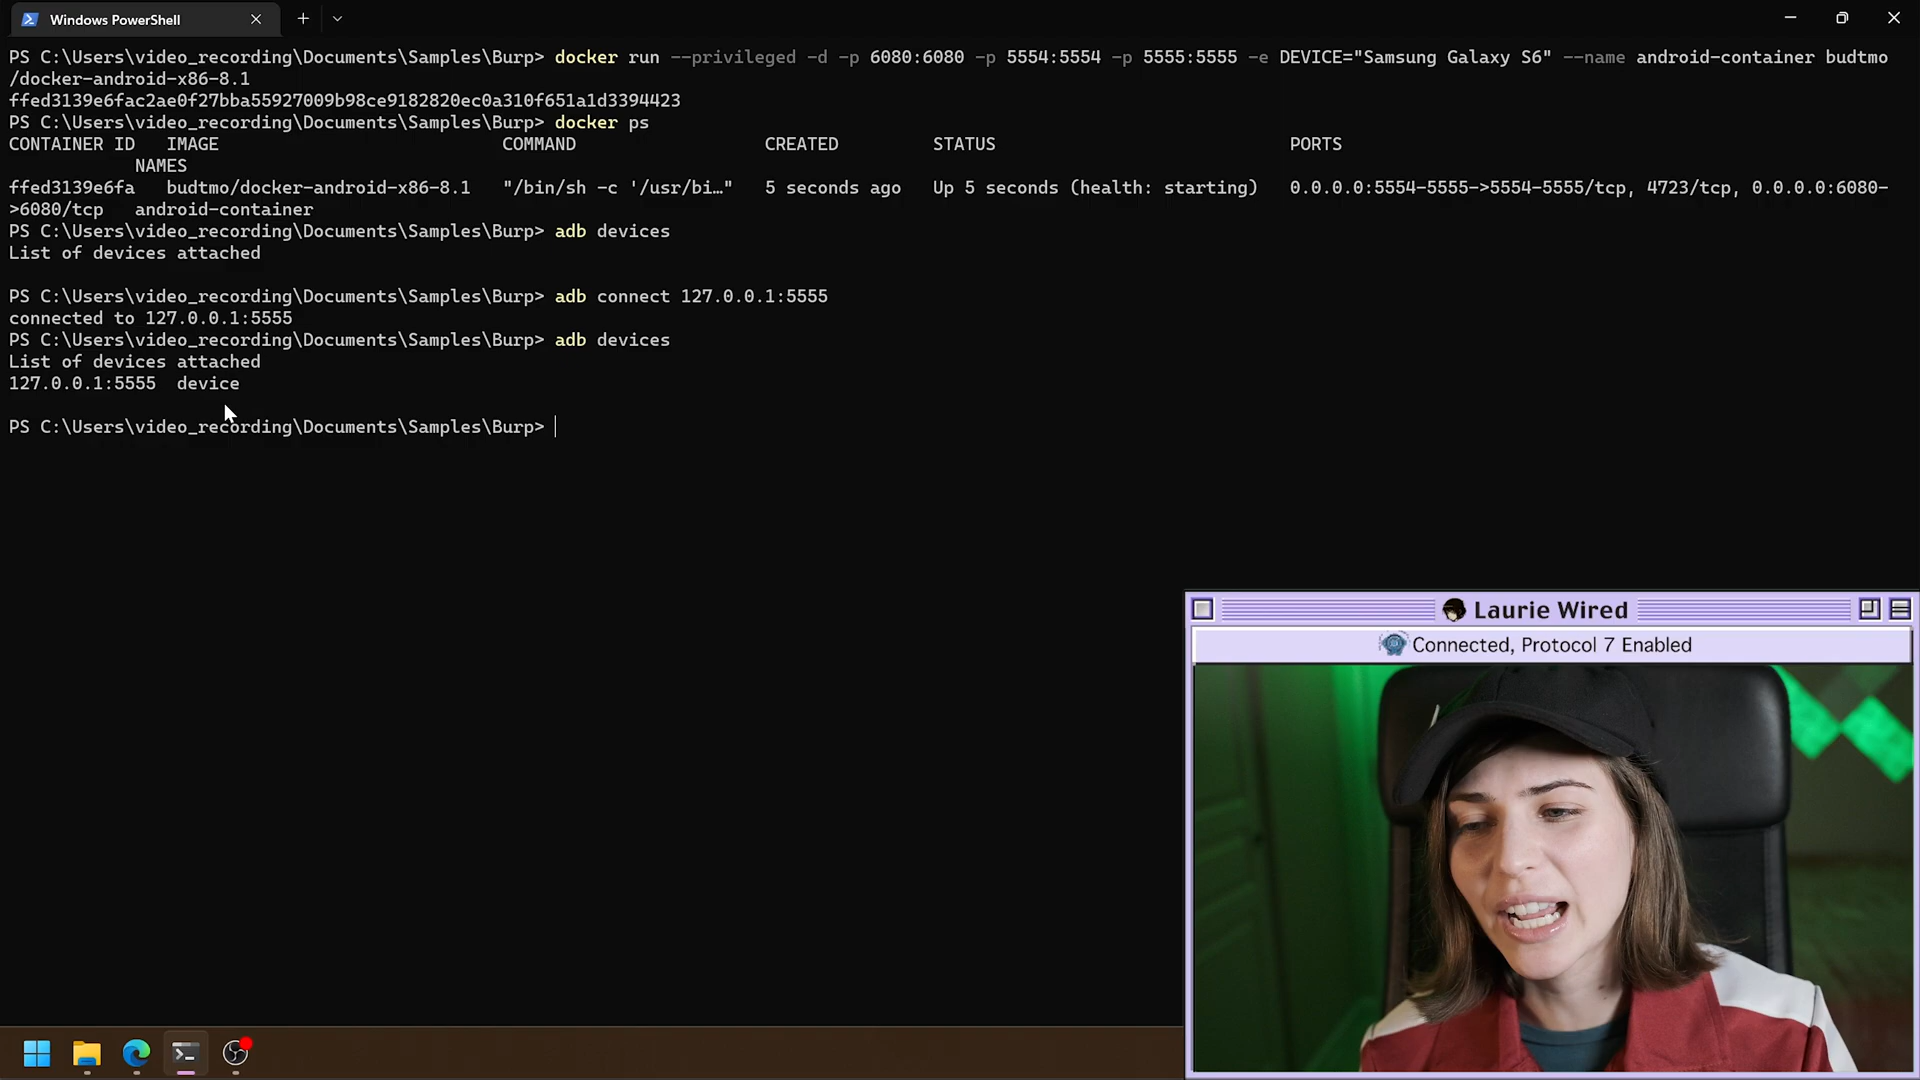 Windows PowerShell
PS C:\Users\video_recording\Documents\Samples\Burp> docker run --privileged -d -p 6080:6080 -p 5554:5554 -p 5555:5555 -e DEVICE="Samsung Galaxy S6" --name android-container budtmo
/docker-android-x86-8.1
ffed3139e6fac2ae0f27bba55927009b98ce9182820ec0a310f651a1d3394423
PS C:\Users\video_recording\Documents\Samples\Burp> docker ps
CONTAINER ID   IMAGE                           COMMAND                  CREATED         STATUS                            PORTS
            NAMES
ffed3139e6fa   budtmo/docker-android-x86-8.1   "/bin/sh -c '/usr/bi…"   5 seconds ago   Up 5 seconds (health: starting)   0.0.0.0:5554-5555->5554-5555/tcp, 4723/tcp, 0.0.0.0:6080-
>6080/tcp   android-container
PS C:\Users\video_recording\Documents\Samples\Burp> adb devices
List of devices attached
PS C:\Users\video_recording\Documents\Samples\Burp> adb connect 127.0.0.1:5555
connected to 127.0.0.1:5555
PS C:\Users\video_recording\Documents\Samples\Burp> adb devices
List of devices attached
127.0.0.1:5555  device
PS C:\Users\video_recording\Documents\Samples\Burp>
Laurie Wired
Connected, Protocol 7 Enabled